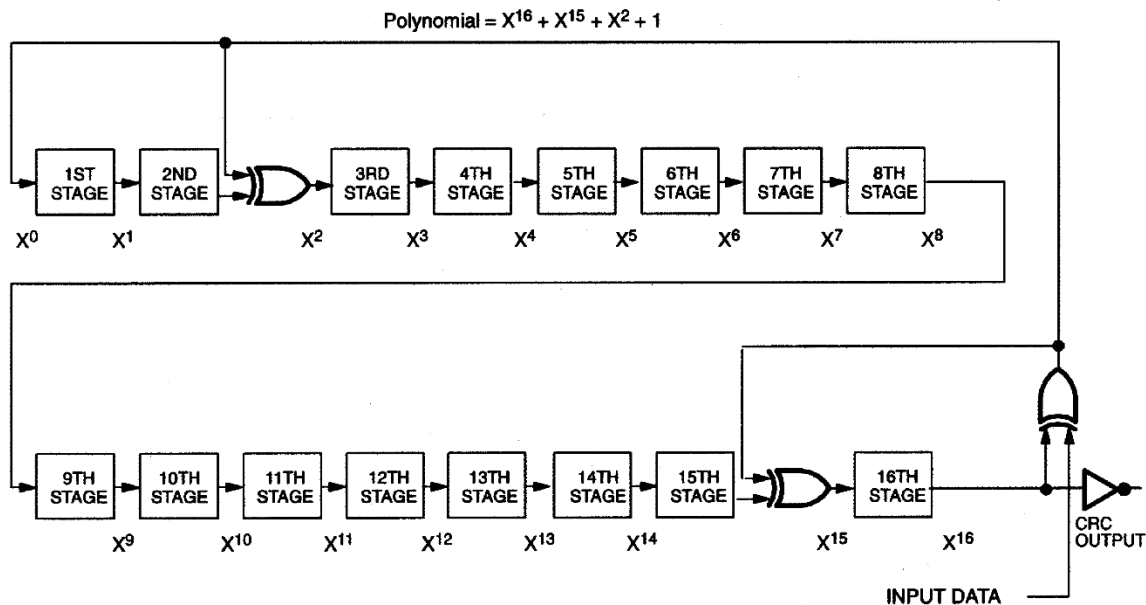 Polynomial = X¹⁶ + X¹⁵ + X² + 1
1ST STAGE
2ND STAGE
3RD STAGE
4TH STAGE
5TH STAGE
6TH STAGE
7TH STAGE
8TH STAGE
X⁰ X¹ X² X³ X⁴ X⁵ X⁶ X⁷ X⁸
9TH STAGE
10TH STAGE
11TH STAGE
12TH STAGE
13TH STAGE
14TH STAGE
15TH STAGE
16TH STAGE
CRC OUTPUT
X⁹ X¹⁰ X¹¹ X¹² X¹³ X¹⁴ X¹⁵ X¹⁶
INPUT DATA